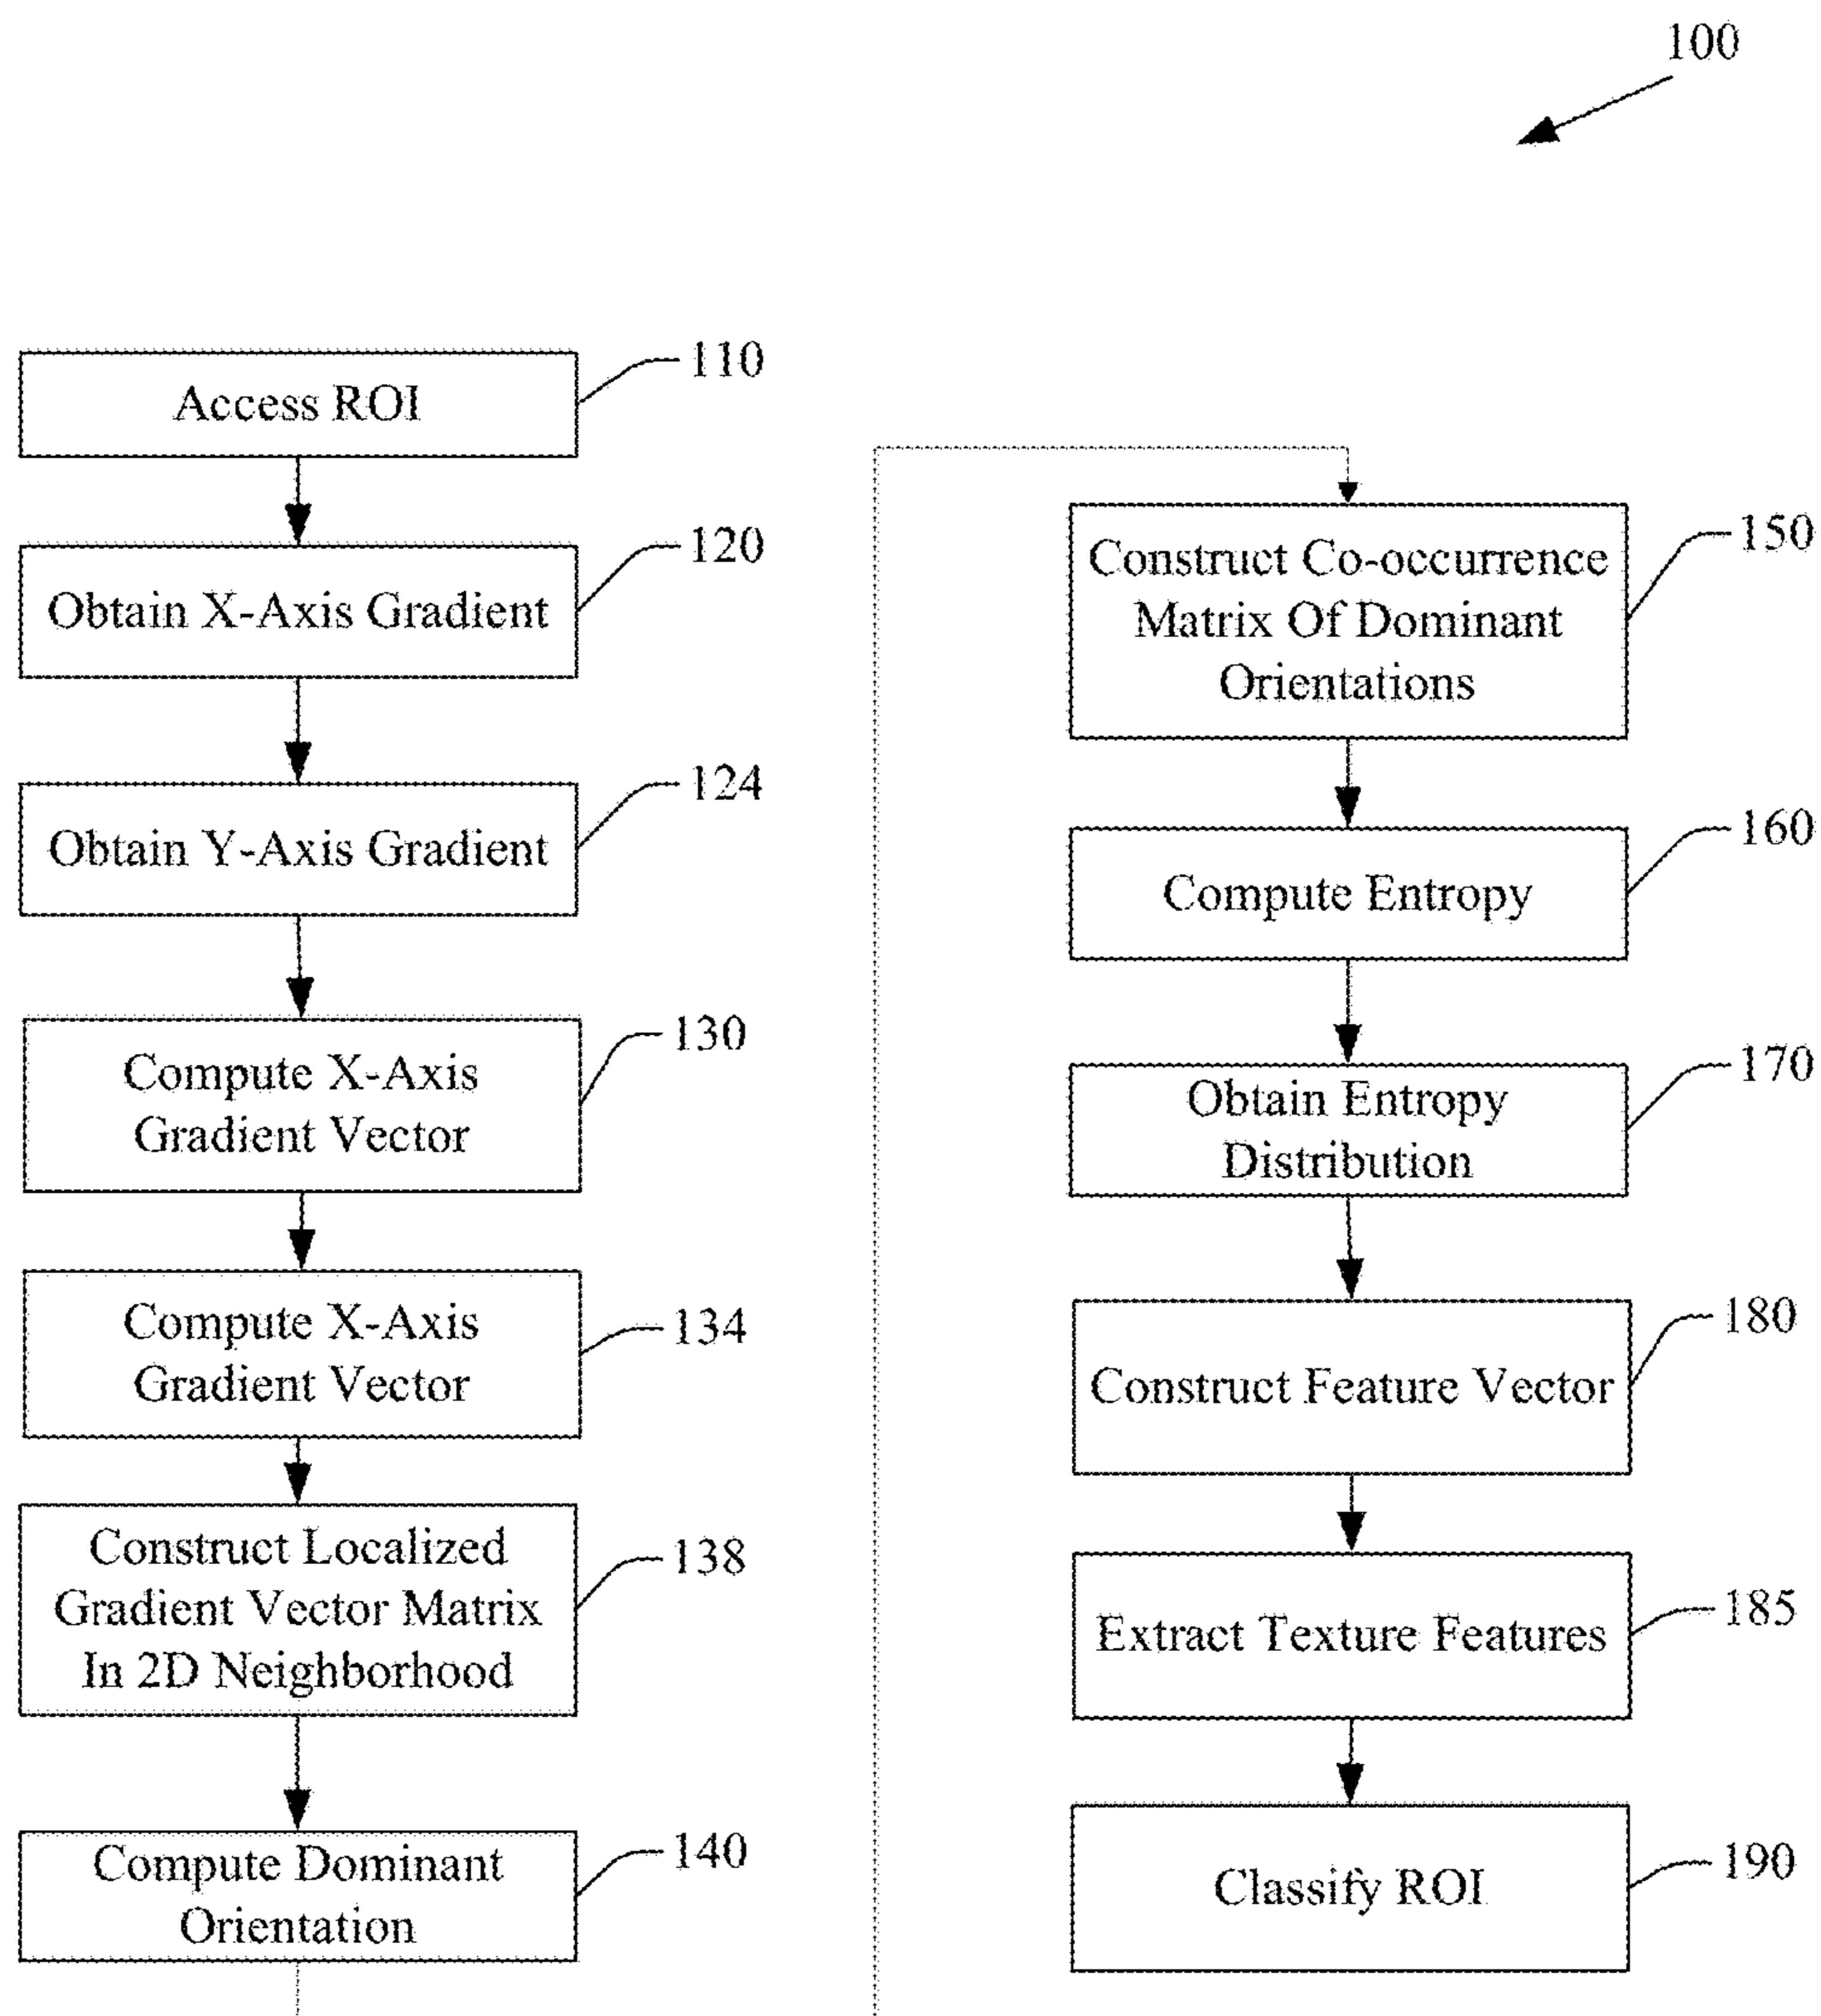 100
Access ROI
110
Obtain X-Axis Gradient
120
Obtain Y-Axis Gradient
124
Compute X-Axis
Gradient Vector
130
Compute X-Axis
Gradient Vector
134
Construct Localized
Gradient Vector Matrix
In 2D Neighborhood
138
Compute Dominant
Orientation
140
Construct Co-occurrence
Matrix Of Dominant
Orientations
150
Compute Entropy
160
Obtain Entropy
Distribution
170
Construct Feature Vector
180
Extract Texture Features
185
Classify ROI
190